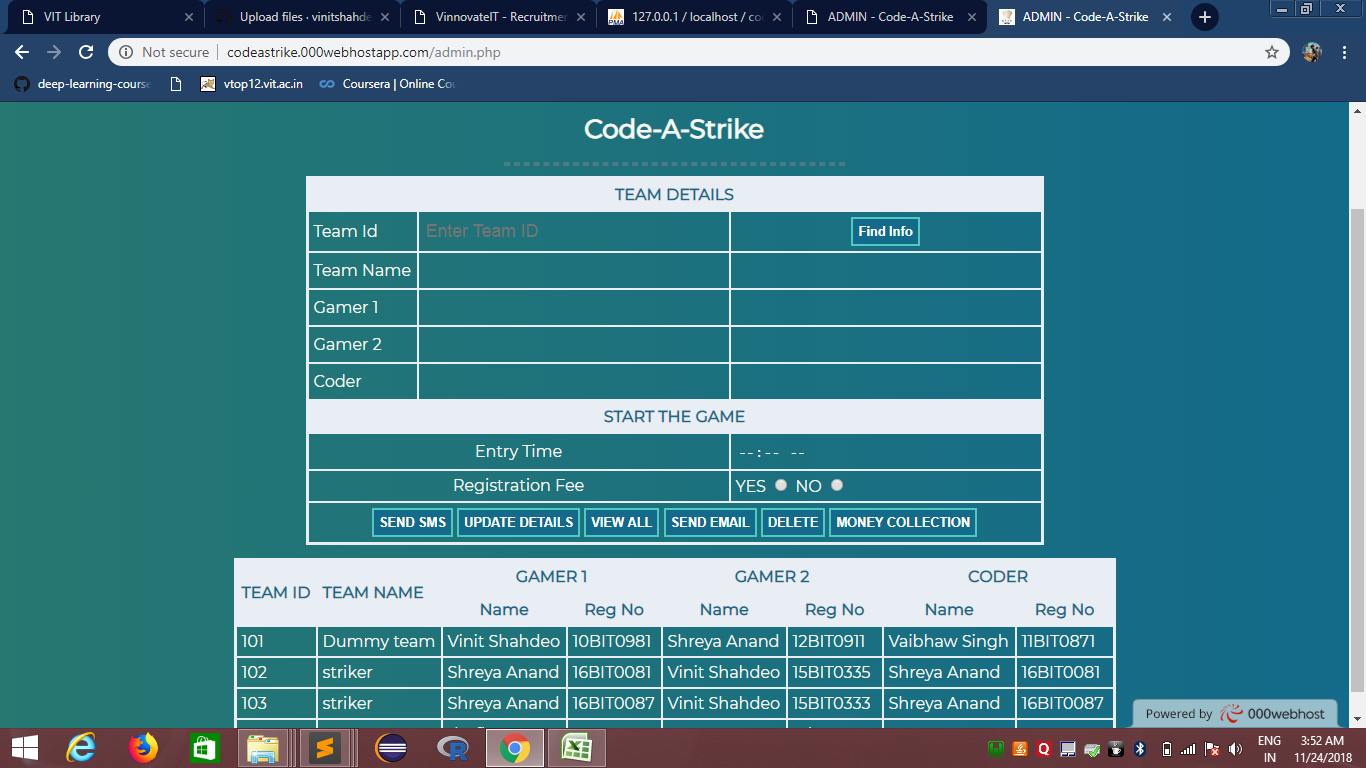 VIT Library
Upload files · vinitshahde
VinnovateIT - Recruitmer
127.0.0.1 / localhost / co
ADMIN - Code-A-Strike
ADMIN - Code-A-Strike
Not secure | codeastrike.000webhostapp.com/admin.php
deep-learning-course
vtop12.vit.ac.in
Coursera | Online Cou
Code-A-Strike
TEAM DETAILS
Team Id Enter Team ID Find Info
Team Name
Gamer 1
Gamer 2
Coder
START THE GAME
Entry Time --:-- --
Registration Fee YES NO
SEND SMS UPDATE DETAILS VIEW ALL SEND EMAIL DELETE MONEY COLLECTION
TEAM ID TEAM NAME GAMER 1 GAMER 2 CODER
Name Reg No Name Reg No Name Reg No
101 Dummy team Vinit Shahdeo 10BIT0981 Shreya Anand 12BIT0911 Vaibhaw Singh 11BIT0871
102 striker Shreya Anand 16BIT0081 Vinit Shahdeo 15BIT0335 Shreya Anand 16BIT0081
103 striker Shreya Anand 16BIT0087 Vinit Shahdeo 15BIT0333 Shreya Anand 16BIT0087
Powered by 000webhost
ENG 3:52 AM
IN 11/24/2018